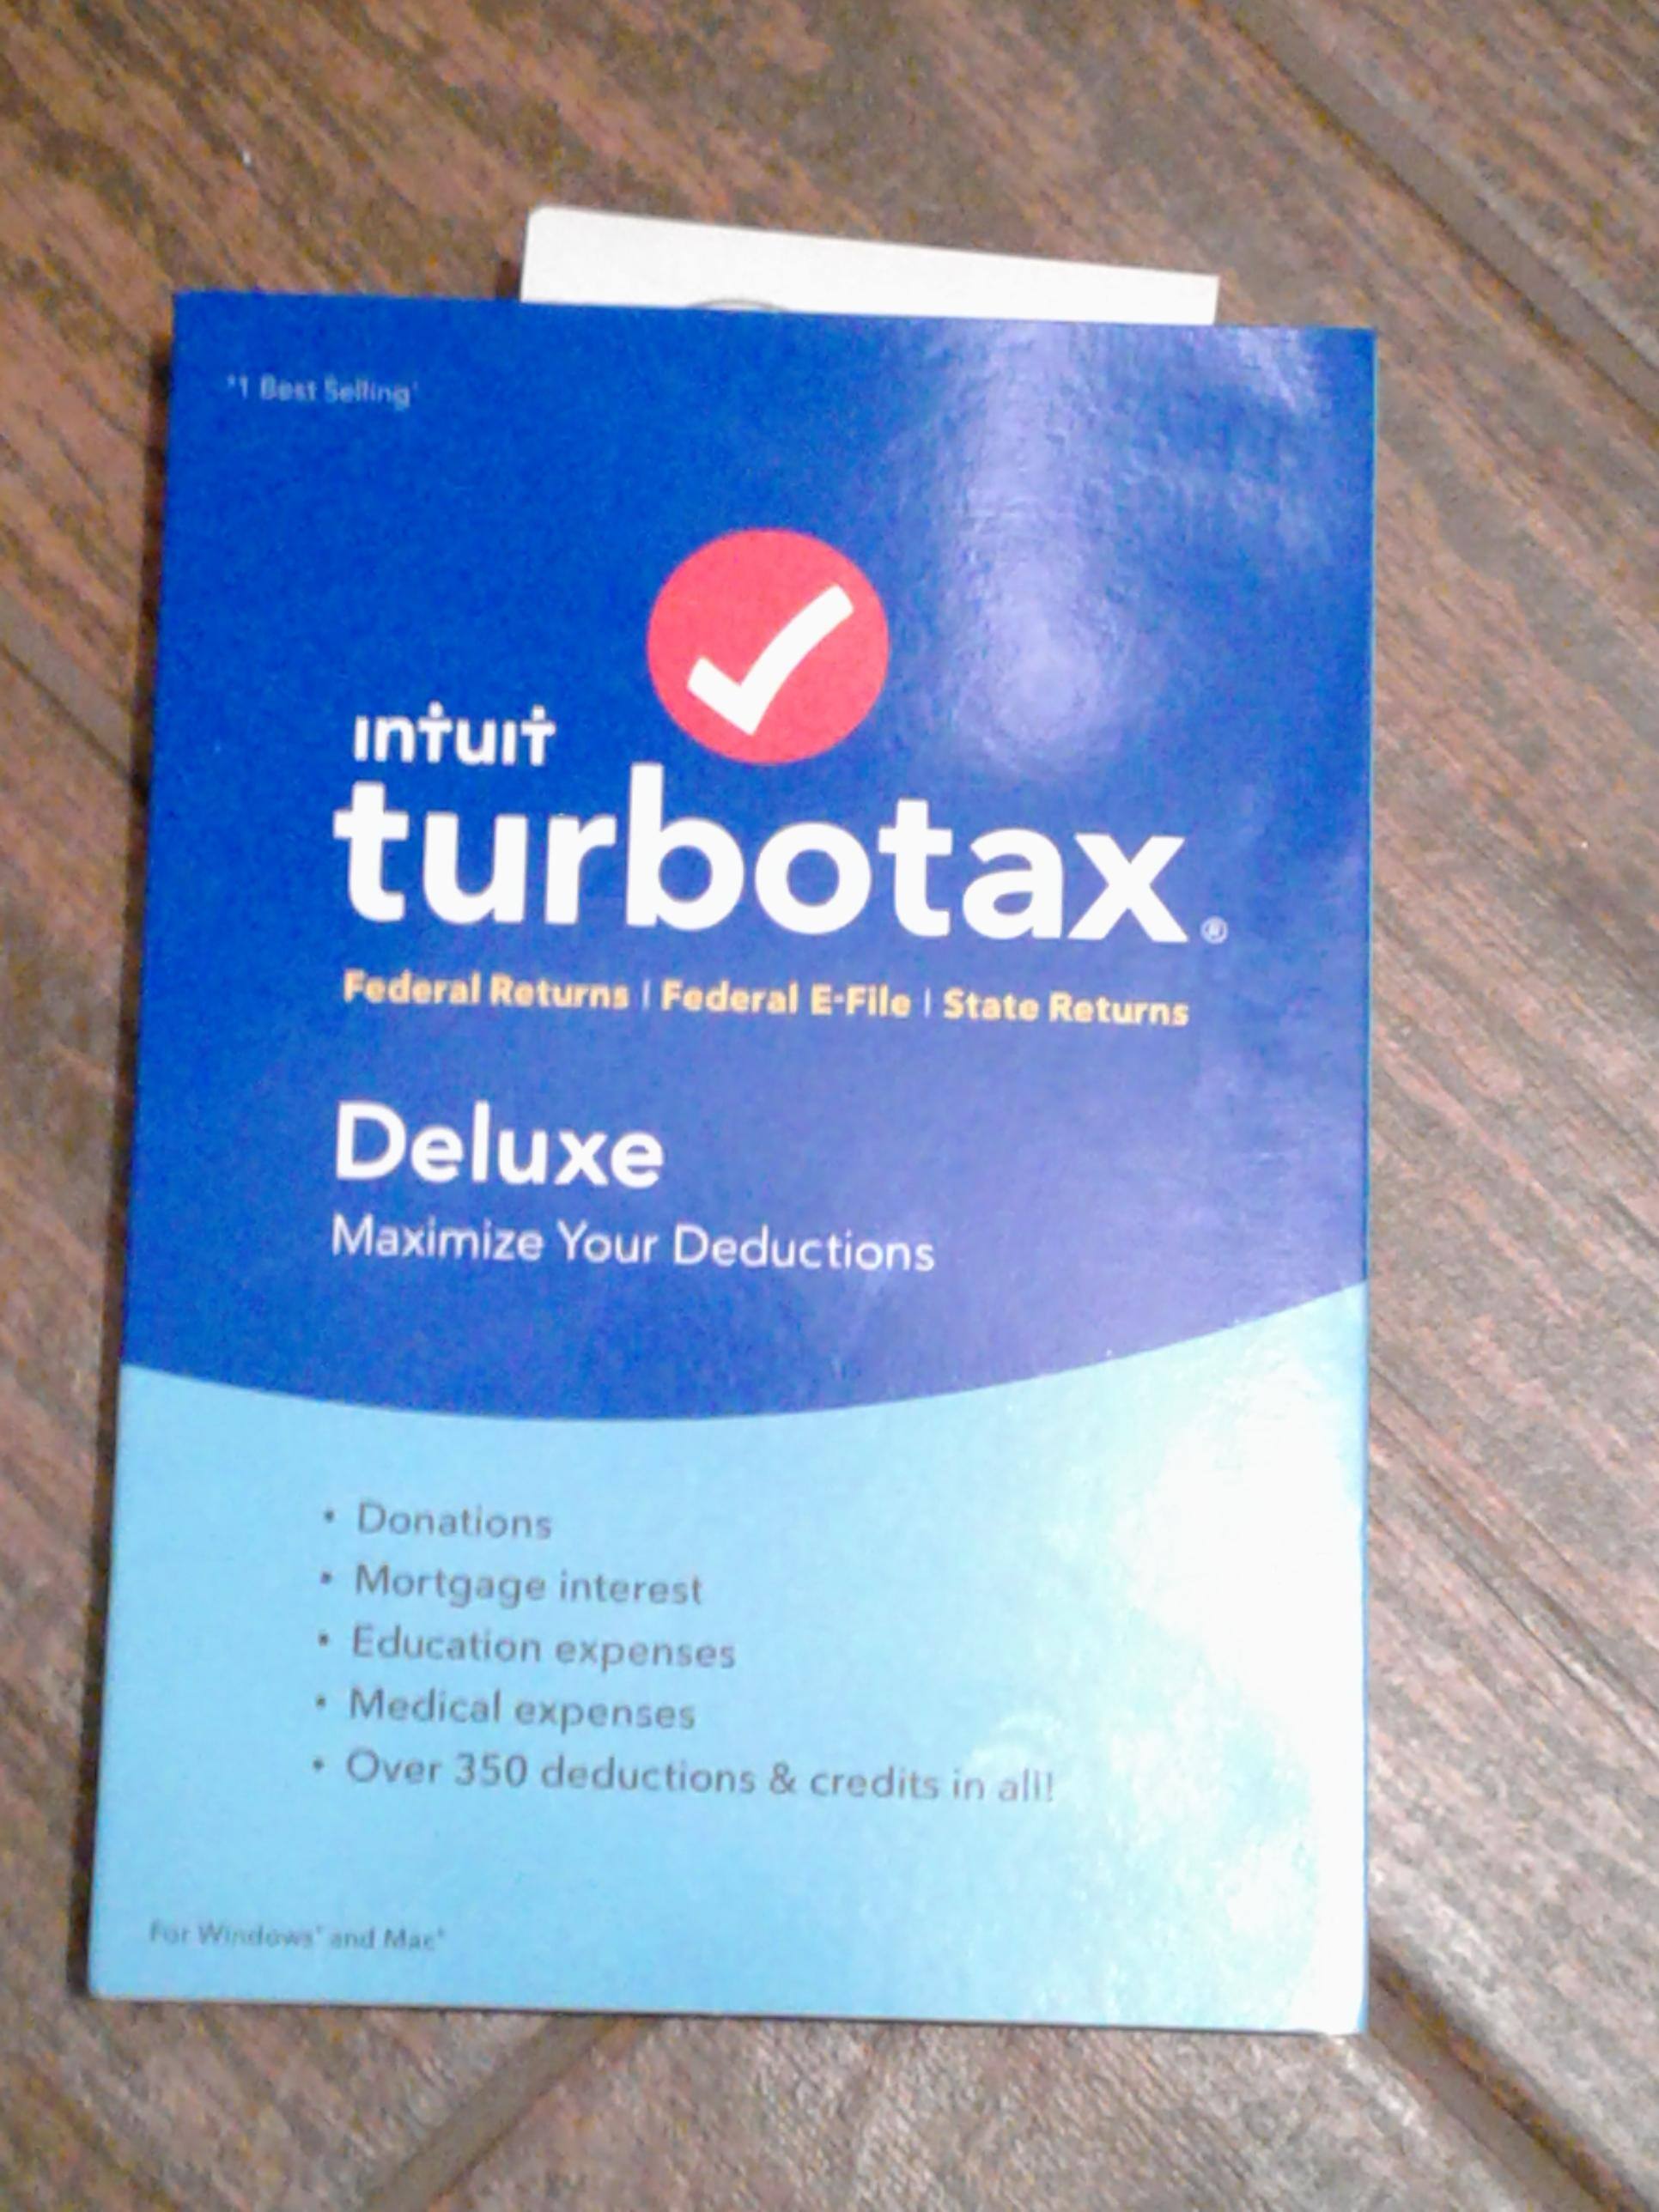 #1 Best Selling
intuit
turbotax®
Federal Returns | Federal E-File | State Returns
Deluxe
Maximize Your Deductions
• Donations
• Mortgage interest
• Education expenses
• Medical expenses
• Over 350 deductions & credits in all!
For Windows® and Mac®